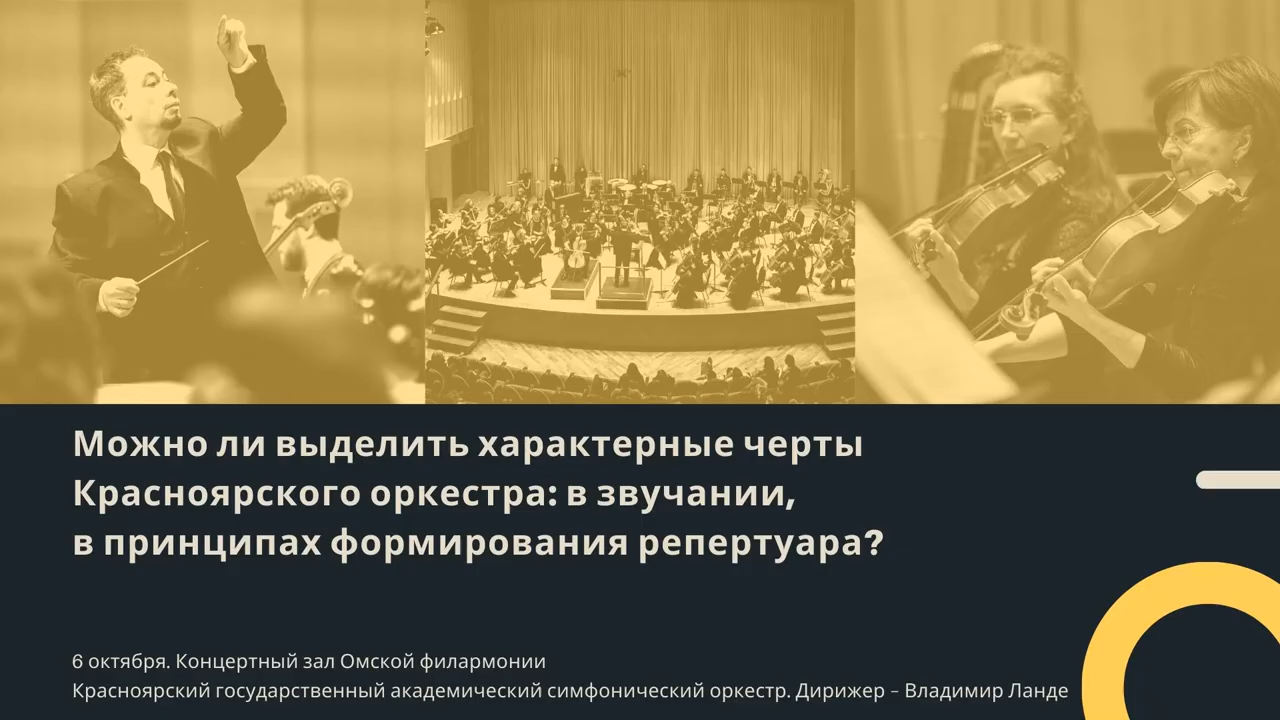 Можно ли выделить характерные черты
Красноярского оркестра: в звучании,
в принципах формирования репертуара?
6 октября. Концертный зал Омской филармонии
Красноярский государственный академический симфонический оркестр. Дирижер – Владимир Ланде